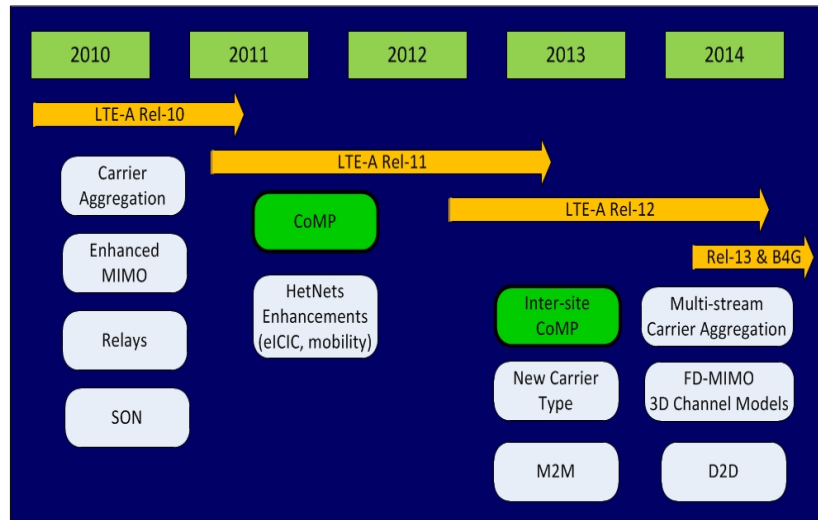 2010
2011
2012
2013
2014
LTE-A Rel-10
LTE-A Rel-11
LTE-A Rel-12
Rel-13 & B4G
Carrier
Aggregation
Enhanced
MIMO
Relays
SON
CoMP
HetNets
Enhancements
(eICIC, mobility)
Inter-site
CoMP
New Carrier
Type
M2M
Multi-stream
Carrier Aggregation
FD-MIMO
3D Channel Models
D2D